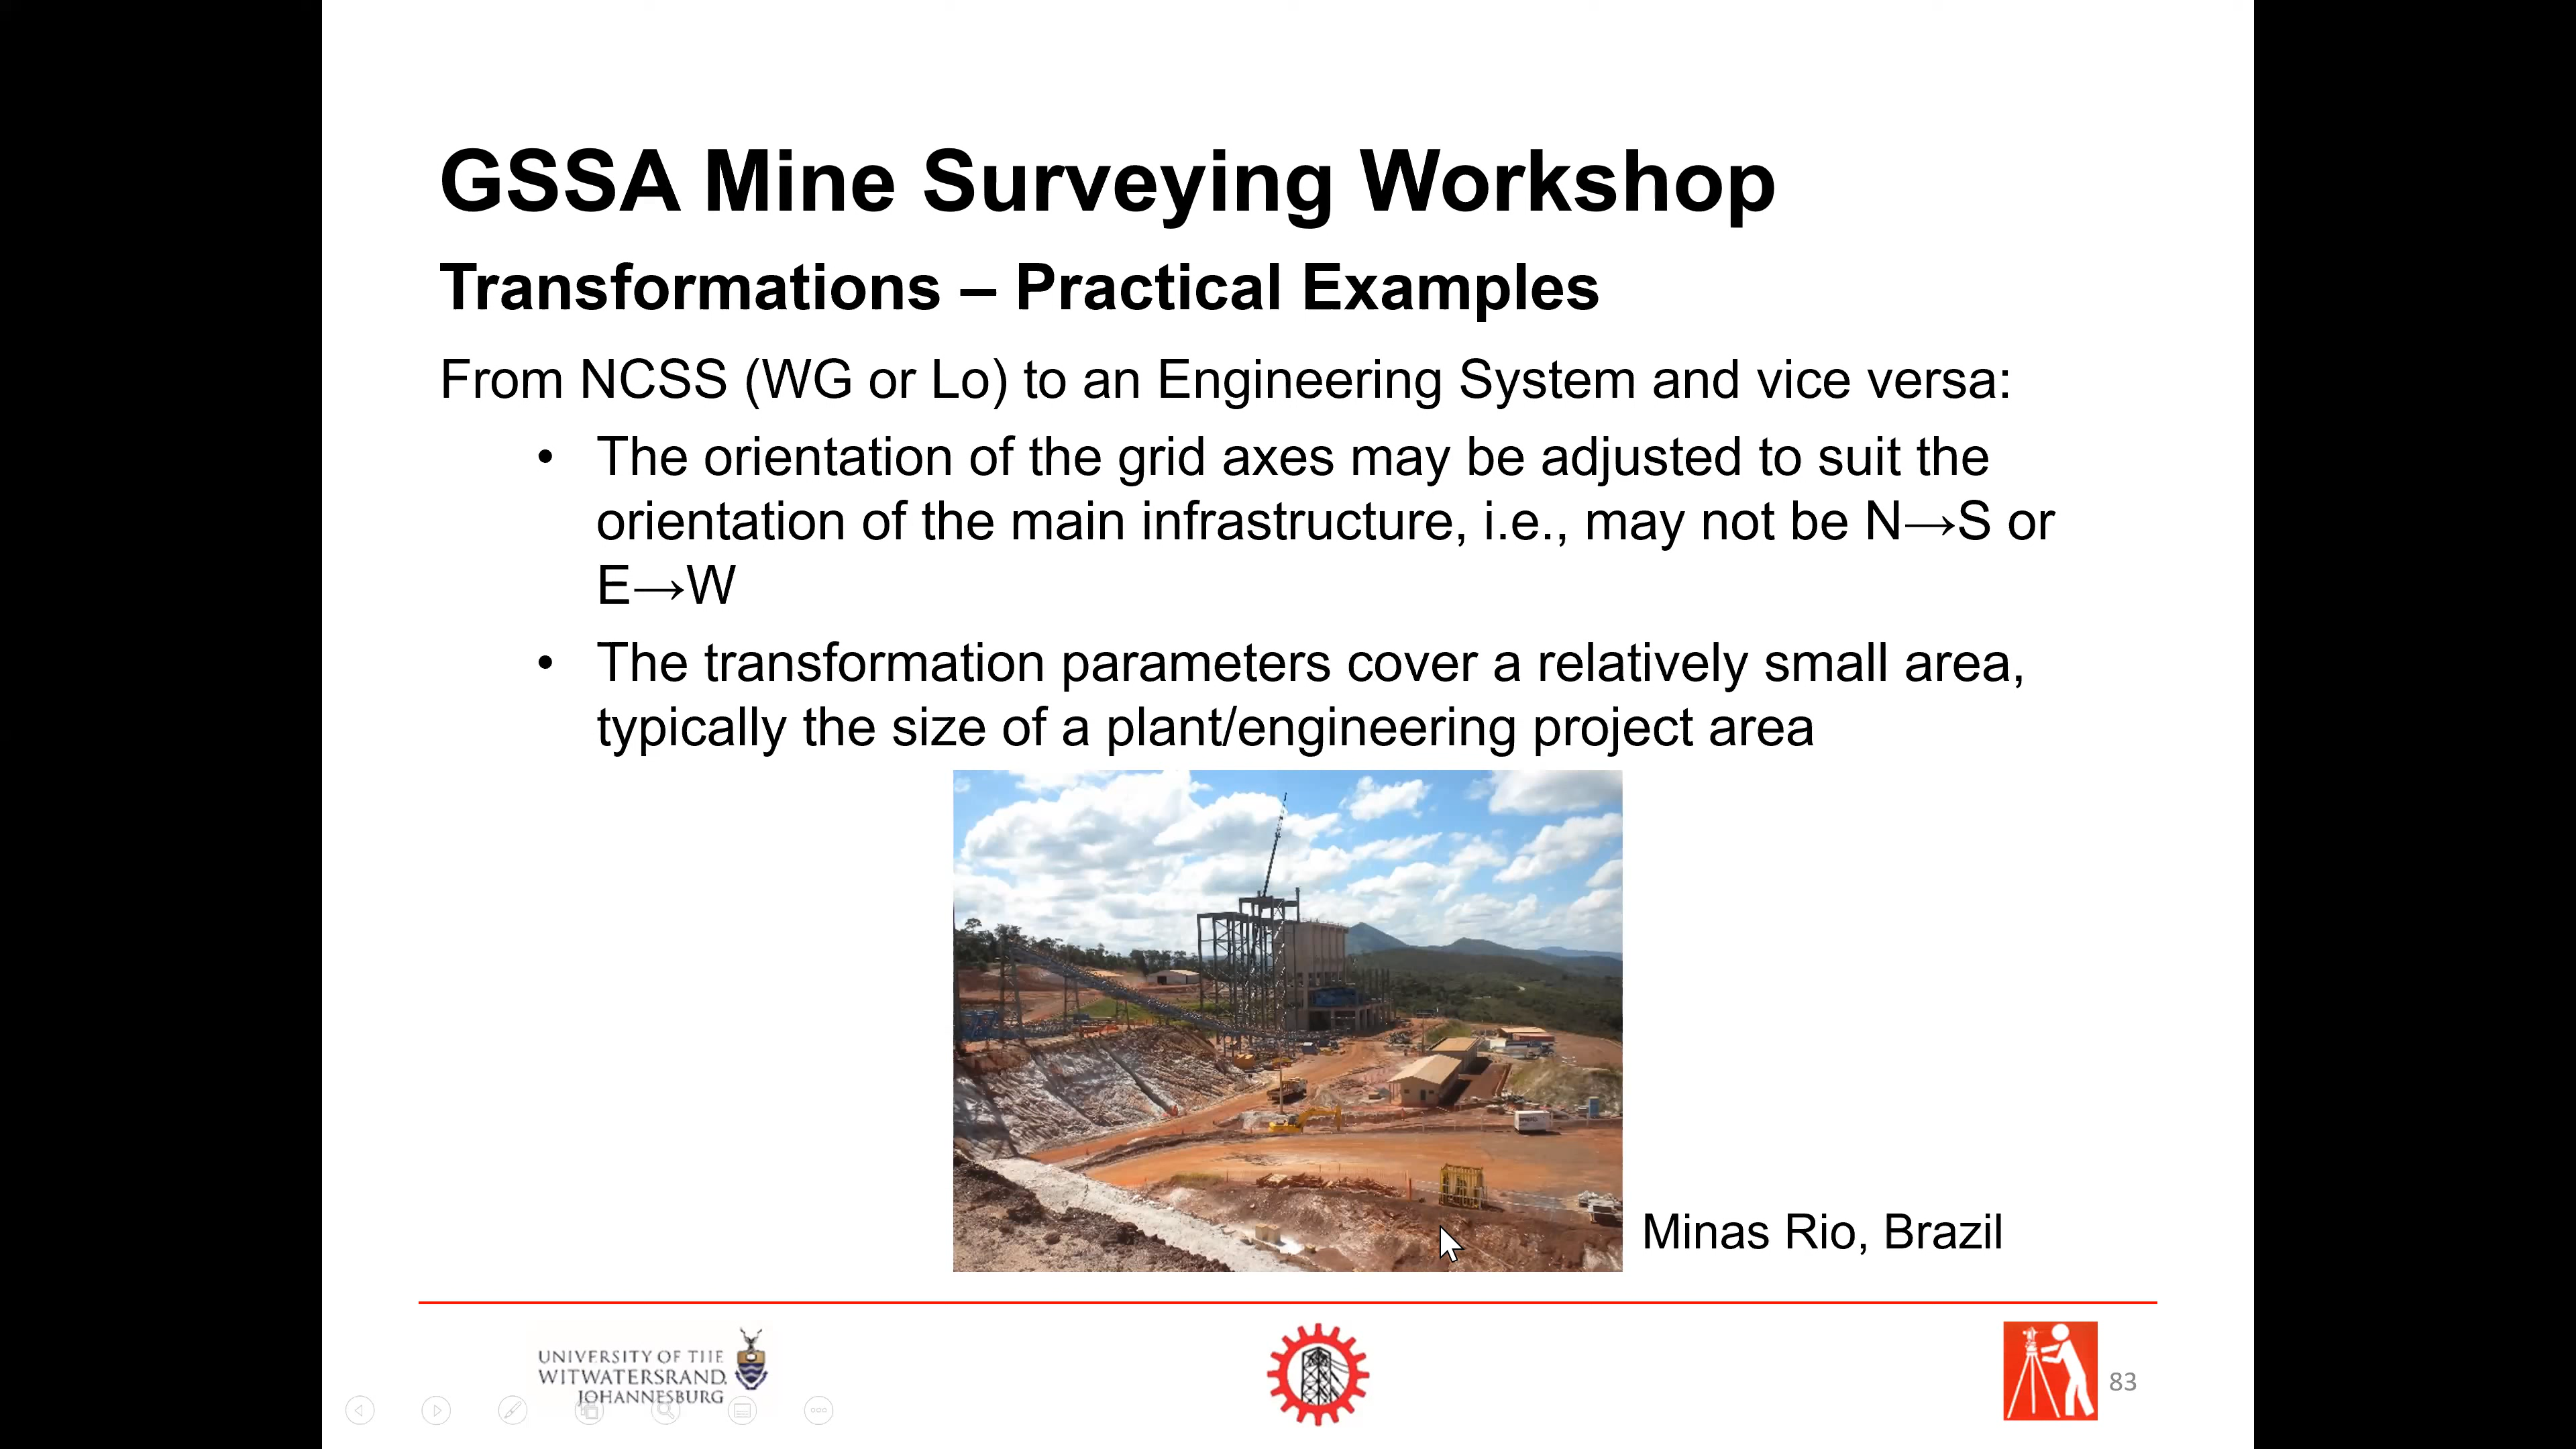 GSSA Mine Surveying Workshop
Transformations – Practical Examples
From NCSS (WG or Lo) to an Engineering System and vice versa:
• The orientation of the grid axes may be adjusted to suit the
orientation of the main infrastructure, i.e., may not be N→S or
E→W
• The transformation parameters cover a relatively small area,
typically the size of a plant/engineering project area
Minas Rio, Brazil
UNIVERSITY OF THE
WITWATERSRAND,
JOHANNESBURG
83